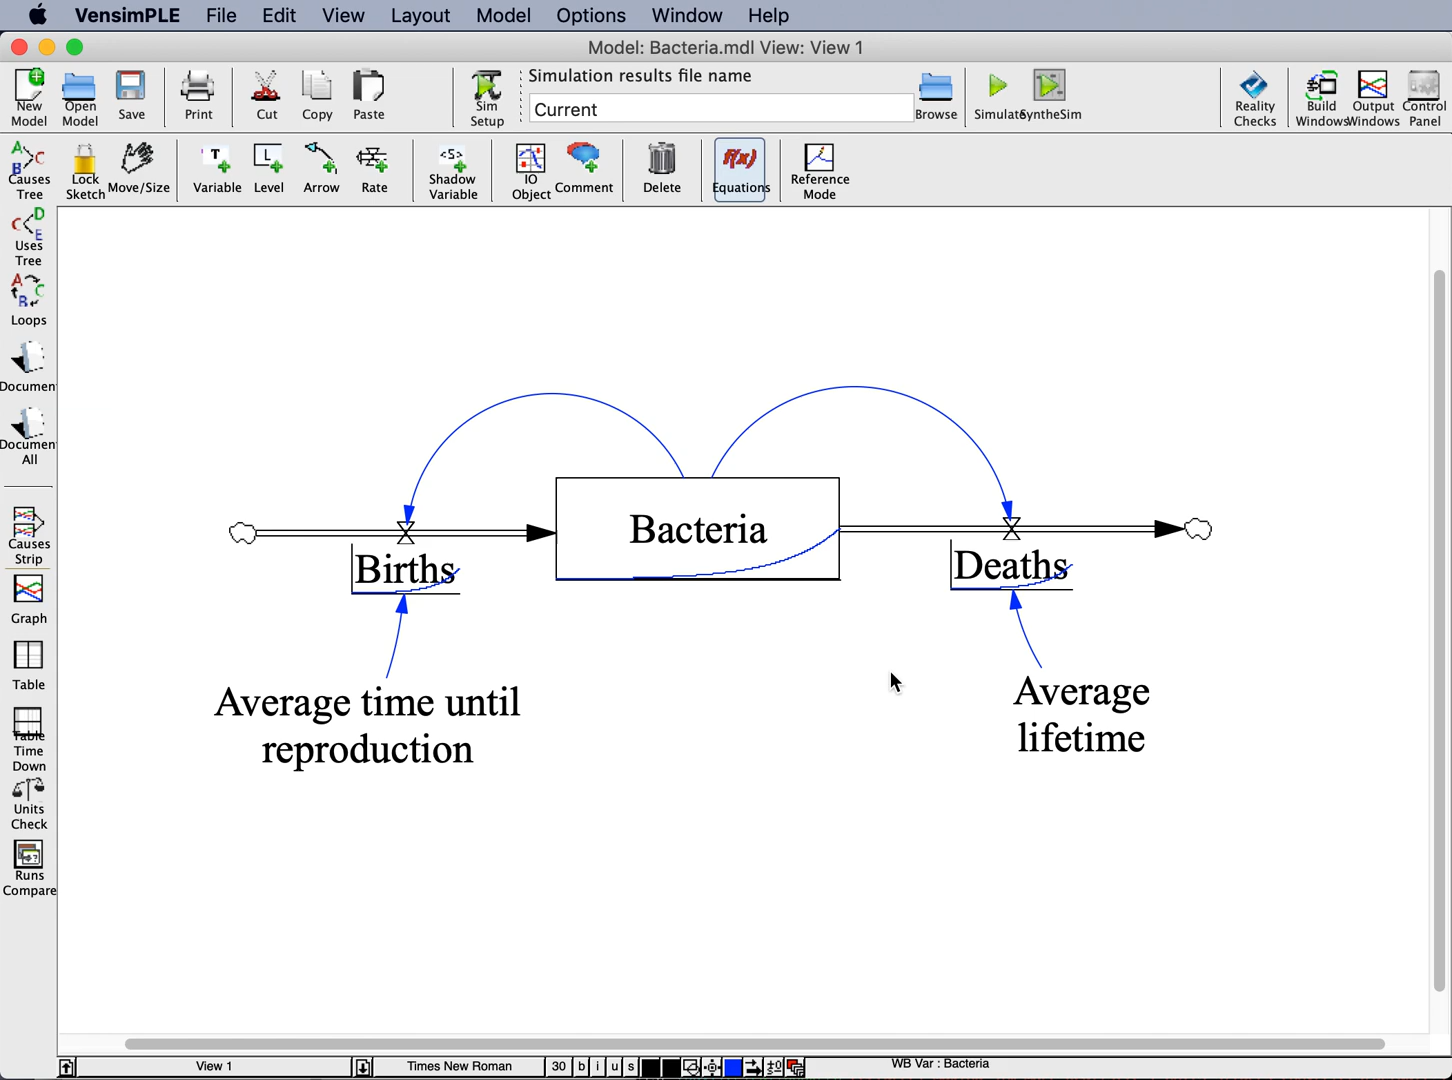 VensimPLE File Edit View Layout Model Options Window Help
Model: Bacteria.mdl View: View 1
New Model
Open Model
Save
Print
Cut
Copy
Paste
Sim Setup
Simulation results file name
Current
Browse
Simulate
SyntheSim
Reality Checks
Build Windows
Output Windows
Control Panel
Causes Tree
Lock Sketch
Move/Size
Variable
Level
Arrow
Rate
Shadow Variable
IO Object
Comment
Delete
Equations
Reference Mode
Uses Tree
Loops
Documen
Documen All
Causes Strip
Graph
Table
Table Time Down
Units Check
Runs Compare
Bacteria
Births
Deaths
Average time until
reproduction
Average
lifetime
View 1
Times New Roman
30 b i u s
WB Var : Bacteria